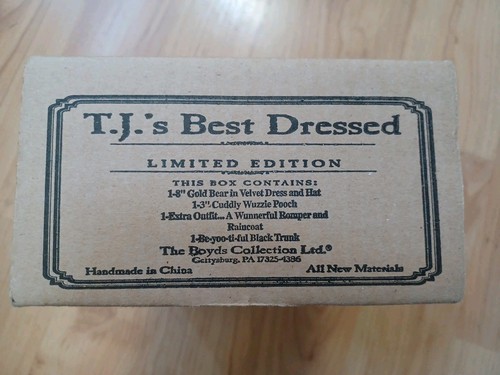 T.J.'s Best Dressed
LIMITED EDITION
THIS BOX CONTAINS:
1-8" Gold Bear in Velvet Dress and Hat
1-3" Cuddly Wuzzie Pooch
1-Extra Outfit... A Wunnerful Romper and
Raincoat
1-Be-yoo-ti-ful Black Trunk
The Boyds Collection Ltd.®
Gettysburg, PA 17325-4386
Handmade in China All New Materials